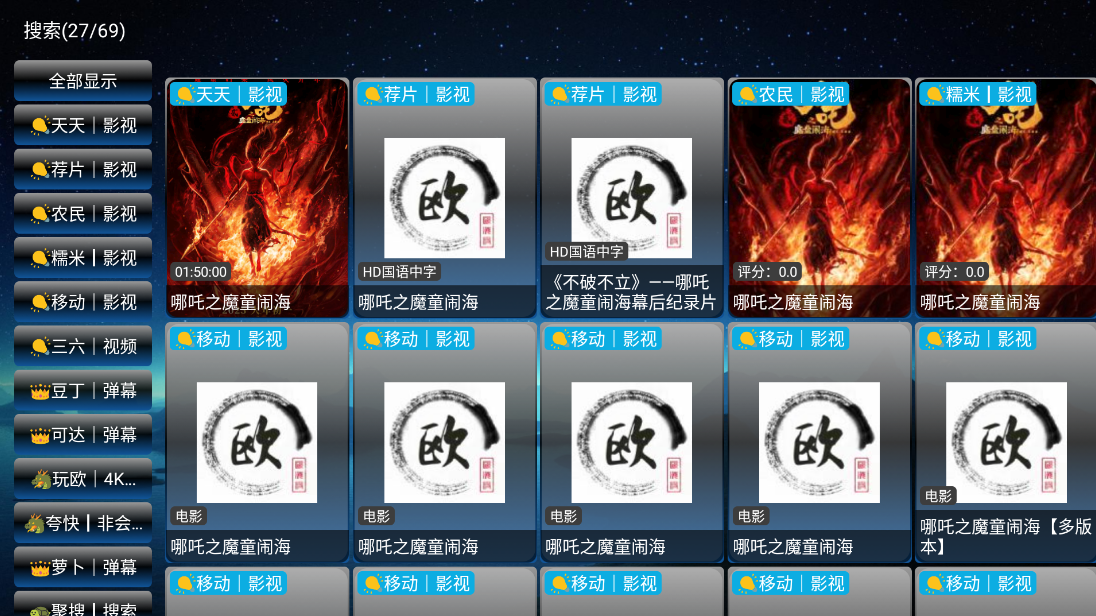 搜索(27/69)
全部显示
天天｜影视
荐片｜影视
农民｜影视
糯米┃影视
移动｜影视
三六｜视频
豆丁｜弹幕
可达｜弹幕
玩欧｜4K...
夸快┃非会...
萝卜｜弹幕
聚搜┃搜索
天天｜影视
01:50:00
哪吒之魔童闹海
荐片｜影视
欧
HD国语中字
哪吒之魔童闹海
荐片｜影视
欧
HD国语中字
《不破不立》——哪吒
之魔童闹海幕后纪录片
农民｜影视
评分：0.0
哪吒之魔童闹海
糯米┃影视
评分：0.0
哪吒之魔童闹海
移动｜影视
欧
电影
哪吒之魔童闹海
移动｜影视
欧
电影
哪吒之魔童闹海
移动｜影视
欧
电影
哪吒之魔童闹海
移动｜影视
欧
电影
哪吒之魔童闹海
移动｜影视
欧
电影
哪吒之魔童闹海【多版
本】
移动｜影视
移动｜影视
移动｜影视
移动｜影视
移动｜影视